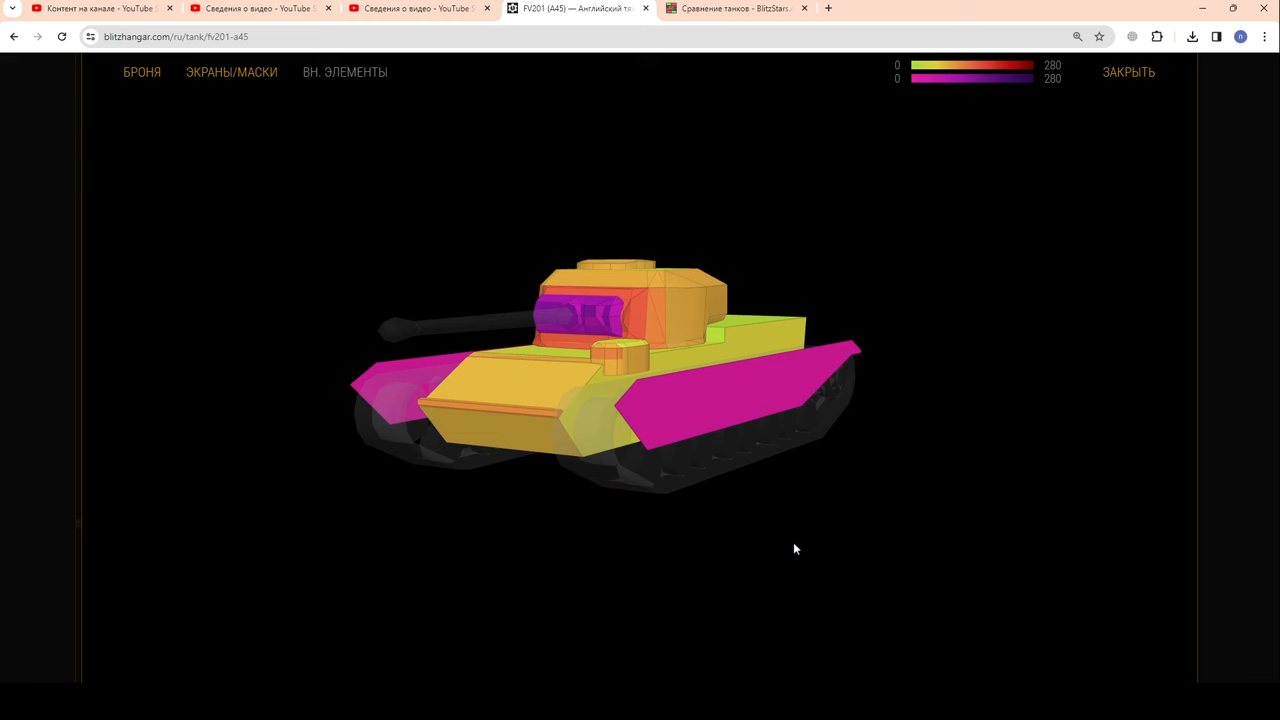 Контент на канале - YouTube S
Сведения о видео - YouTube S
Сведения о видео - YouTube S
FV201 (A45) — Английский тя
Сравнение танков - BlitzStars.
blitzhangar.com/ru/tank/fv201-a45
n
БРОНЯ ЭКРАНЫ/МАСКИ ВН. ЭЛЕМЕНТЫ
0 280
0 280
ЗАКРЫТЬ